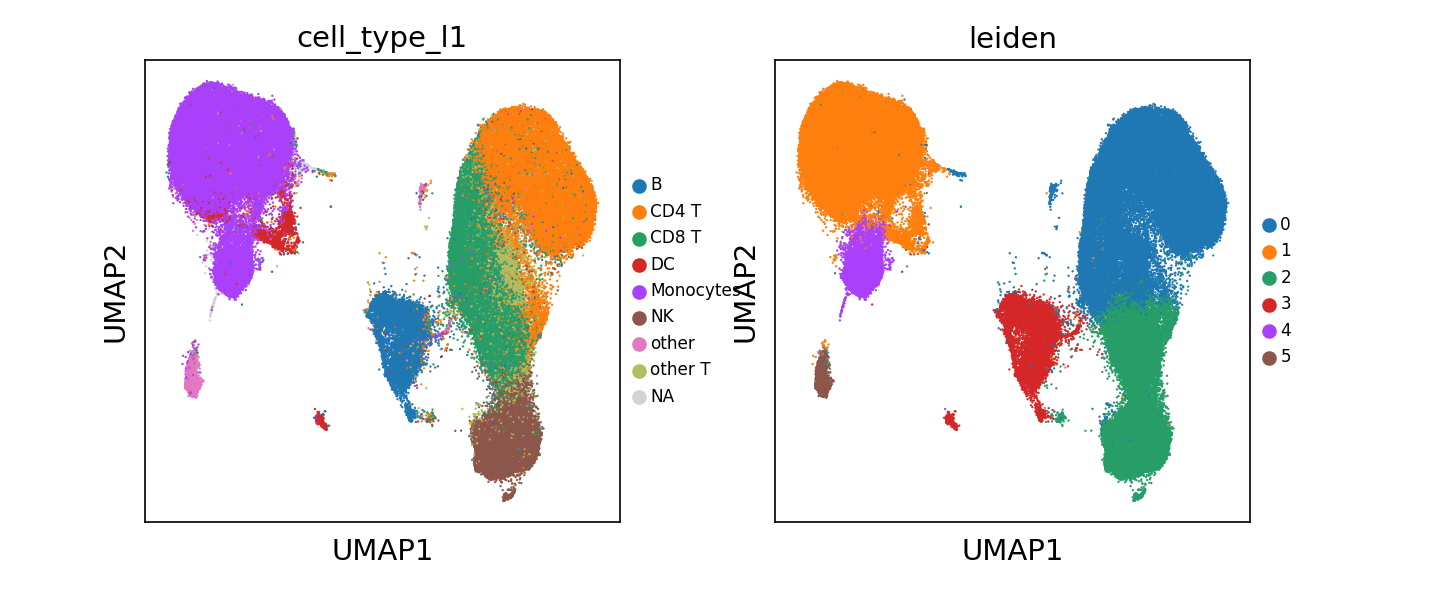 cell_type_l1
UMAP2
UMAP1
B
CD4 T
CD8 T
DC
Monocytes
NK
other
other T
NA
leiden
UMAP2
UMAP1
0
1
2
3
4
5